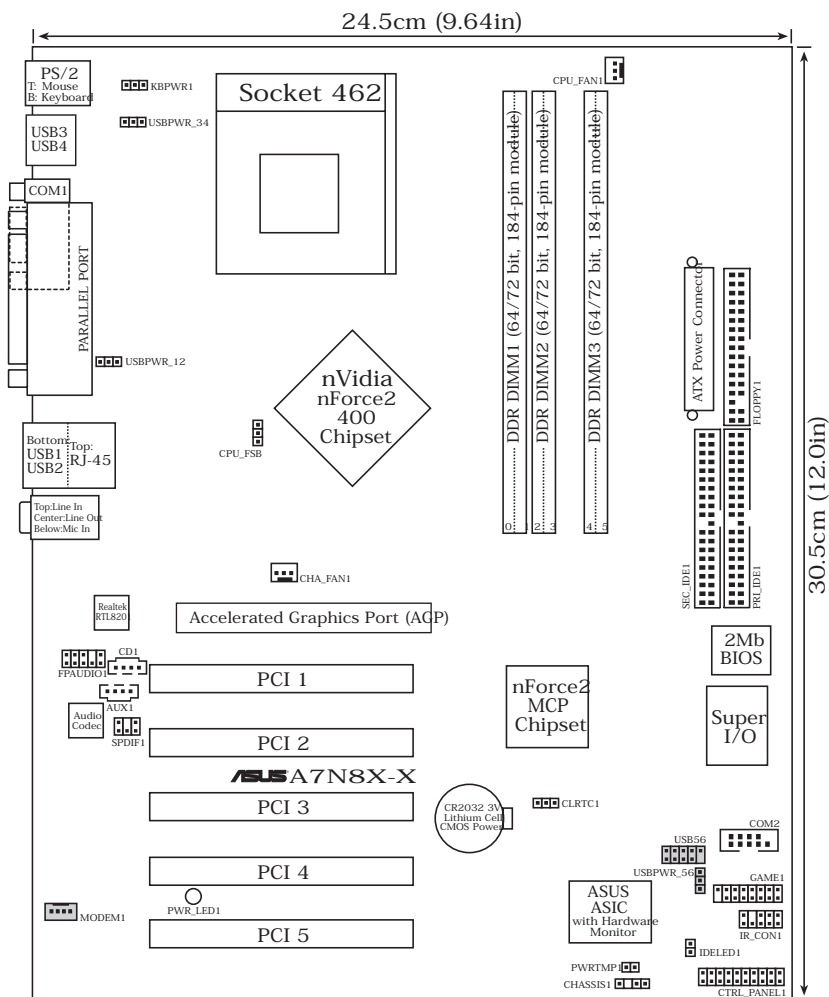 24.5cm (9.64in)
PS/2
T: Mouse
B: Keyboard
KBPWR1
CPU_FAN1
Socket 462
USBPWR_34
USB3
USB4
COM1
PARALLEL PORT
USBPWR_12
DDR DIMM1 (64/72 bit, 184-pin module)
DDR DIMM2 (64/72 bit, 184-pin module)
DDR DIMM3 (64/72 bit, 184-pin module)
0 1
2 3
4 5
ATX Power Connector
FLOPPY1
nVidia
nForce2
400
Chipset
CPU_FSB
Bottom:
USB1
USB2
Top:
RJ-45
Top:Line In
Center:Line Out
Below:Mic In
30.5cm (12.0in)
CHA_FAN1
SEC_IDE1
PRI_IDE1
Realtek
RTL8201
Accelerated Graphics Port (AGP)
2Mb
BIOS
FPAUDIO1
CD1
AUX1
PCI 1
nForce2
MCP
Chipset
Super
I/O
Audio
Codec
SPDIF1
PCI 2
ASUS A7N8X-X
PCI 3
CR2032 3V
Lithium Cell
CMOS Power
CLRTC1
COM2
USB56
USBPWR_56
GAME1
PCI 4
PWR_LED1
MODEM1
PCI 5
ASUS
ASIC
with Hardware
Monitor
IR_CON1
IDELED1
PWRTMP1
CHASSIS1
CTRL_PANEL1